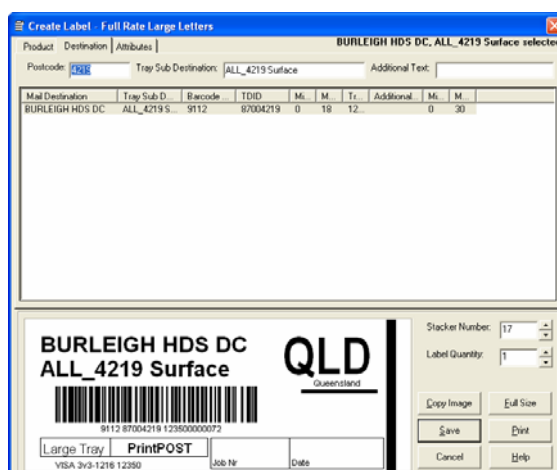 Create Label - Full Rate Large Letters
Product Destination Attributes BURLEIGH HDS DC, ALL_4219 Surface selected
Postcode: 4219 Tray Sub Destination: ALL_4219 Surface Additional Text:
Mail Destination Tray Sub D... Barcode ... TDID Mi... M... Tr... Additional... Mi... M...
BURLEIGH HDS DC ALL_4219 S... 9112 87004219 0 18 12... 0 30
BURLEIGH HDS DC
ALL_4219 Surface
QLD
Queensland
9112 87004219 123500000072
Large Tray PrintPOST
VISA 3v3-1216 12350 Job Nr Date
Stacker Number: 17
Label Quantity: 1
Copy Image Full Size
Save Print
Cancel Help